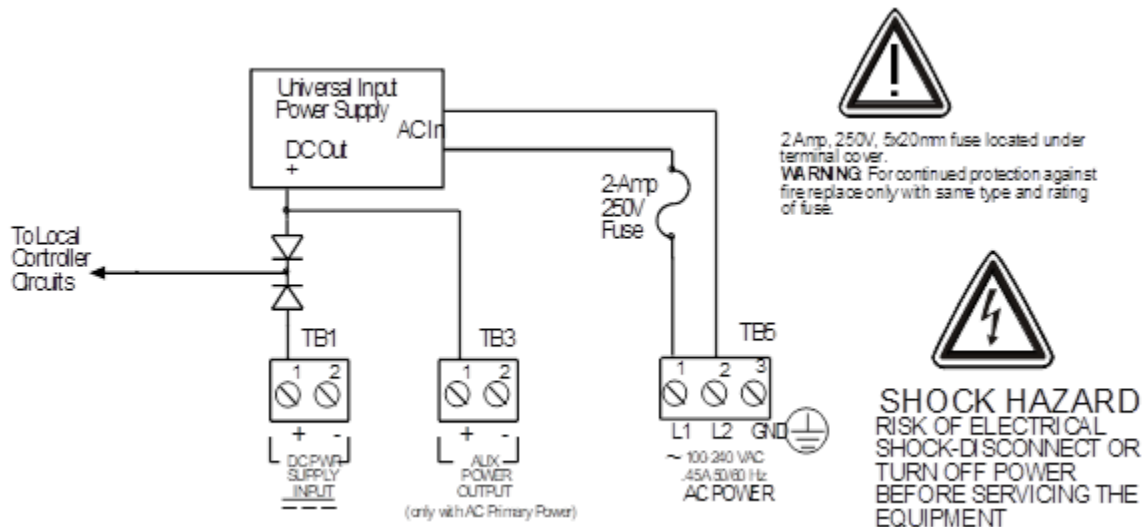 Universal Input
Power Supply
AC In
DC Out
+
2-Amp
250V
Fuse
To Local
Controller
Circuits
TB1
TB3
TB5
1 2
1 2
1 2 3
+ -
+ -
L1 L2 GND
DC PWR
SUPPLY
INPUT
AUX
POWER
OUTPUT
(only with AC Primary Power)
~ 100-240 VAC
.45A 50/60 Hz
AC POWER
!
2 Amp, 250V, 5x20mm fuse located under
terminal cover.
WARNING: For continued protection against
fire replace only with same type and rating
of fuse.
SHOCK HAZARD
RISK OF ELECTRICAL
SHOCK-DISCONNECT OR
TURN OFF POWER
BEFORE SERVICING THE
EQUIPMENT